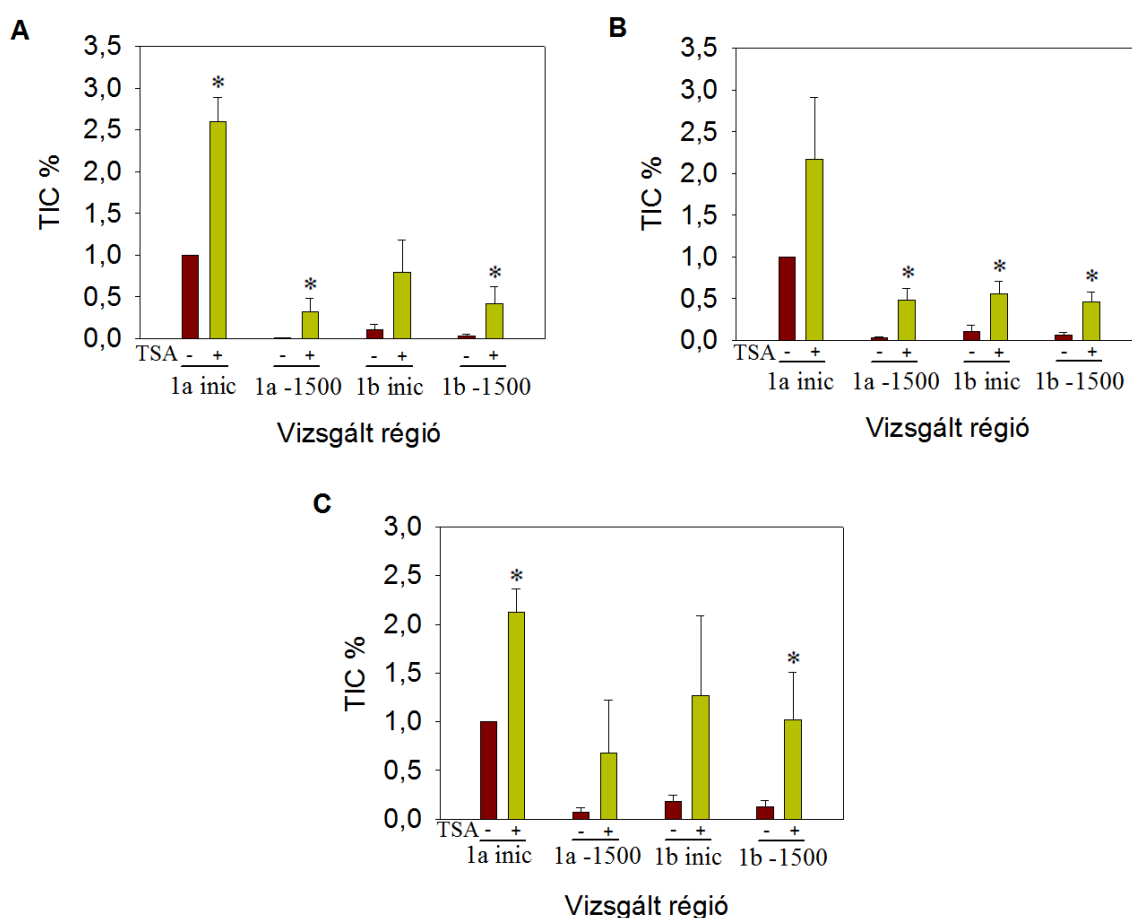 A
3,5
3,0
2,5
2,0
1,5
1,0
0,5
0,0
TIC %
* * *
TSA - + - + - + - +
1a inic 1a -1500 1b inic 1b -1500
Vizsgált régió
B
3,5
3,0
2,5
2,0
1,5
1,0
0,5
0,0
TIC %
* * *
TSA - + - + - + - +
1a inic 1a -1500 1b inic 1b -1500
Vizsgált régió
C
3,0
2,5
2,0
1,5
1,0
0,5
0,0
TIC %
* *
TSA - + - + - + - +
1a inic 1a -1500 1b inic 1b -1500
Vizsgált régió